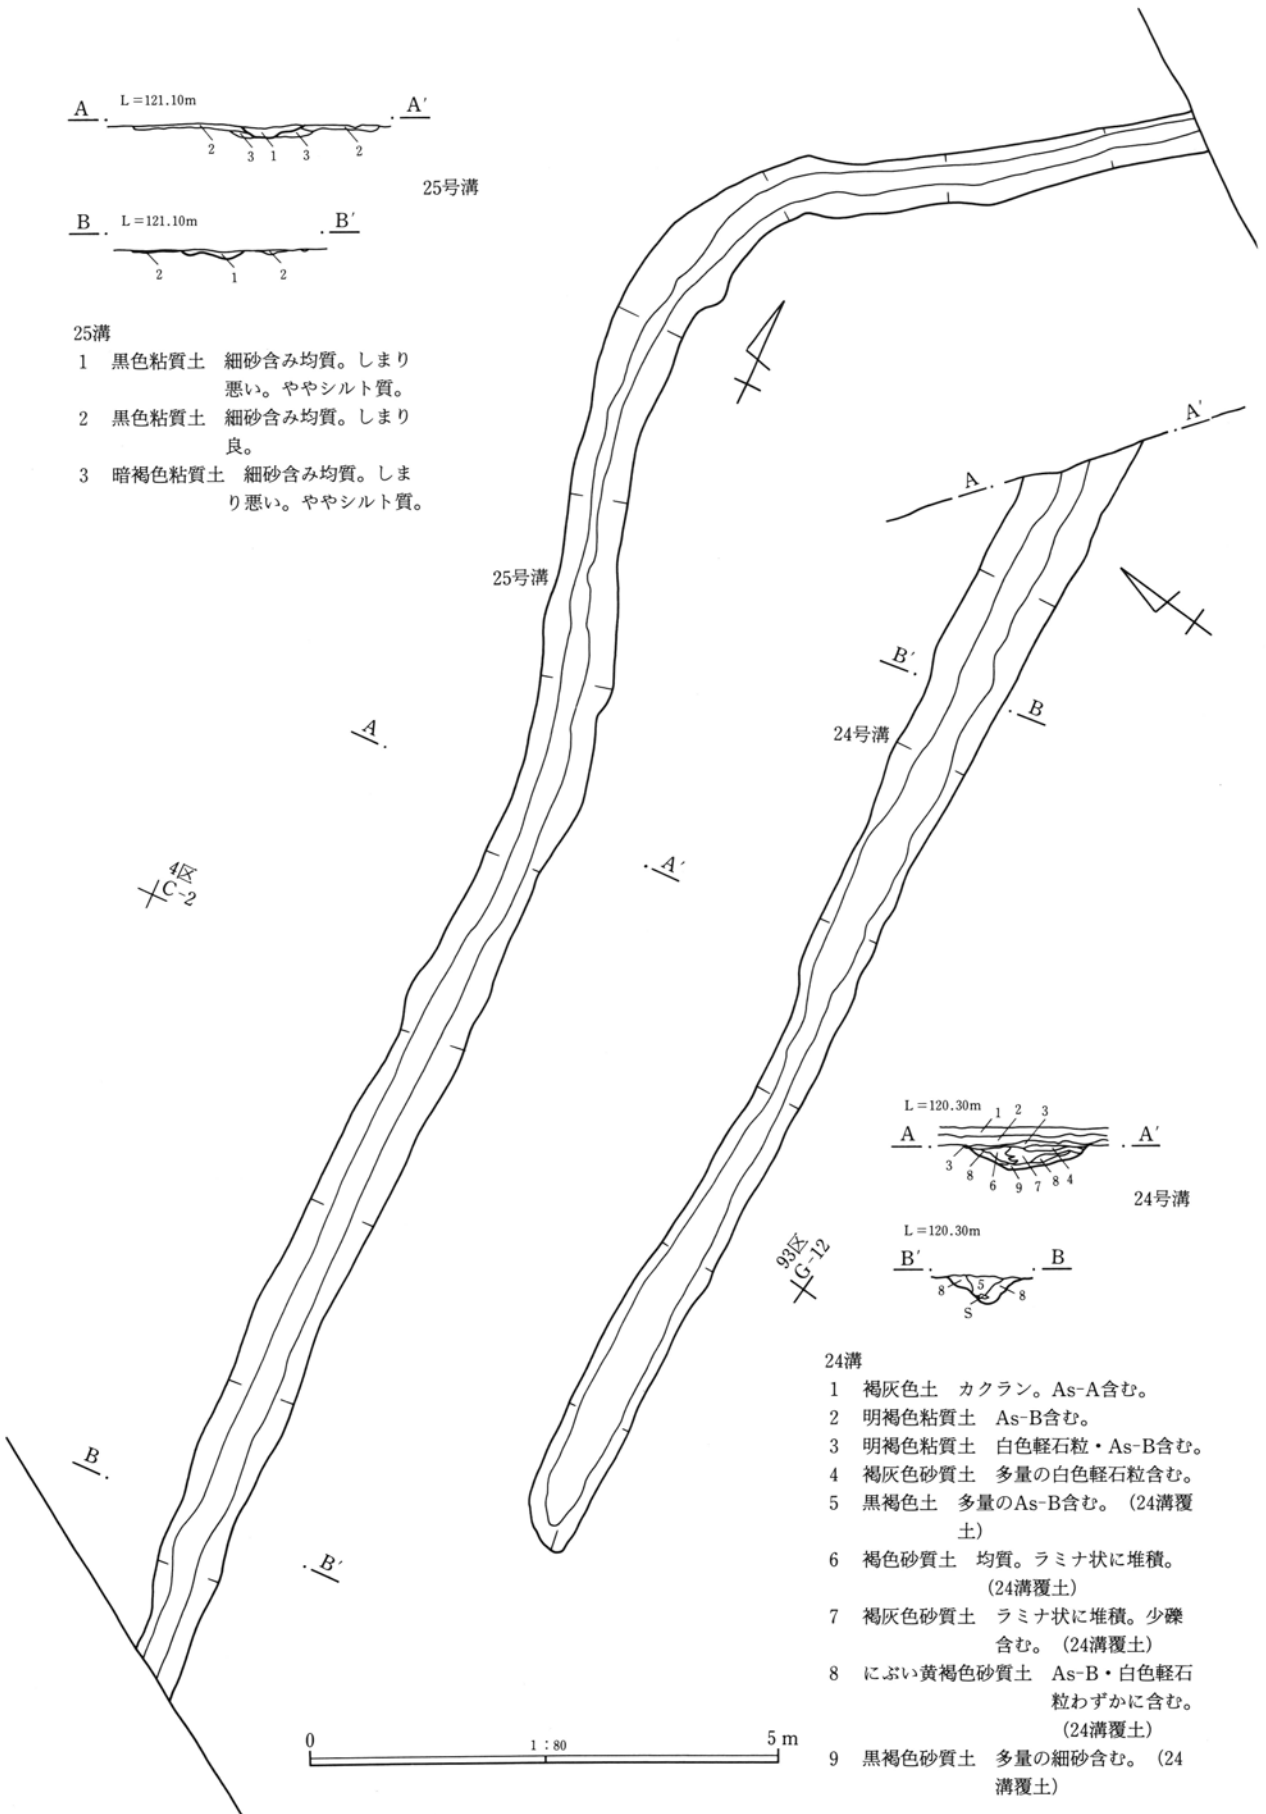 A L=121.10m A′
2 3 1 3 2
25号溝
B L=121.10m B′
2 1 2
25溝
1 黒色粘質土 細砂含み均質。しまり
悪い。ややシルト質。
2 黒色粘質土 細砂含み均質。しまり
良。
3 暗褐色粘質土 細砂含み均質。しま
り悪い。ややシルト質。
A A′
25号溝
B′
B
24号溝
A
A′
4区
C-2
L=120.30m 1 2 3
A A′
3 8 6 9 7 8 4
24号溝
93区
G-12
L=120.30m
B′ B
8 5 8
S
B
B′
24溝
1 褐灰色土 カクラン。As-A含む。
2 明褐色粘質土 As-B含む。
3 明褐色粘質土 白色軽石粒・As-B含む。
4 褐灰色砂質土 多量の白色軽石粒含む。
5 黒褐色土 多量のAs-B含む。（24溝覆
土）
6 褐色砂質土 均質。ラミナ状に堆積。
（24溝覆土）
7 褐灰色砂質土 ラミナ状に堆積。少礫
含む。（24溝覆土）
8 にぶい黄褐色砂質土 As-B・白色軽石
粒わずかに含む。
（24溝覆土）
9 黒褐色砂質土 多量の細砂含む。（24
溝覆土）
0 1：80 5m